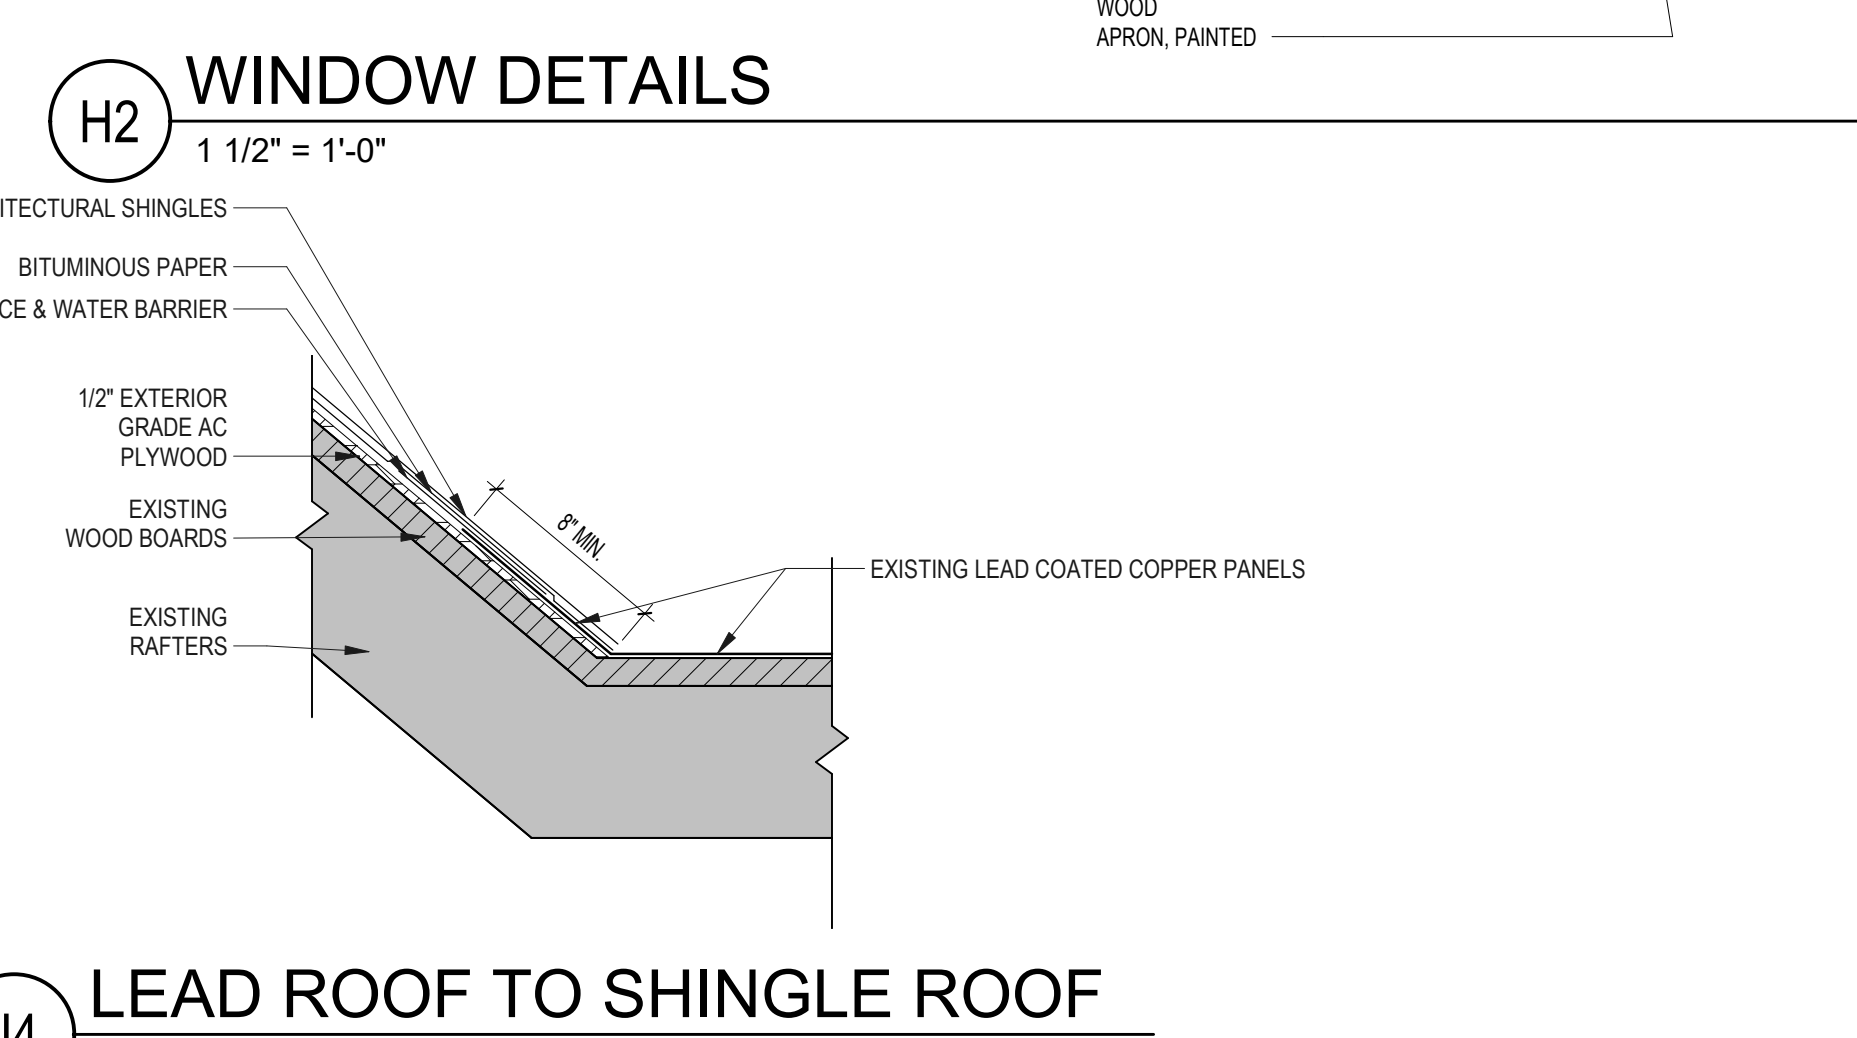 WOOD
APRON, PAINTED
H2
WINDOW DETAILS
1 1/2" = 1'-0"
ITECTURAL SHINGLES
BITUMINOUS PAPER
CE & WATER BARRIER
1/2" EXTERIOR
GRADE AC
PLYWOOD
EXISTING
WOOD BOARDS
EXISTING
RAFTERS
8" MIN.
EXISTING LEAD COATED COPPER PANELS
LEAD ROOF TO SHINGLE ROOF